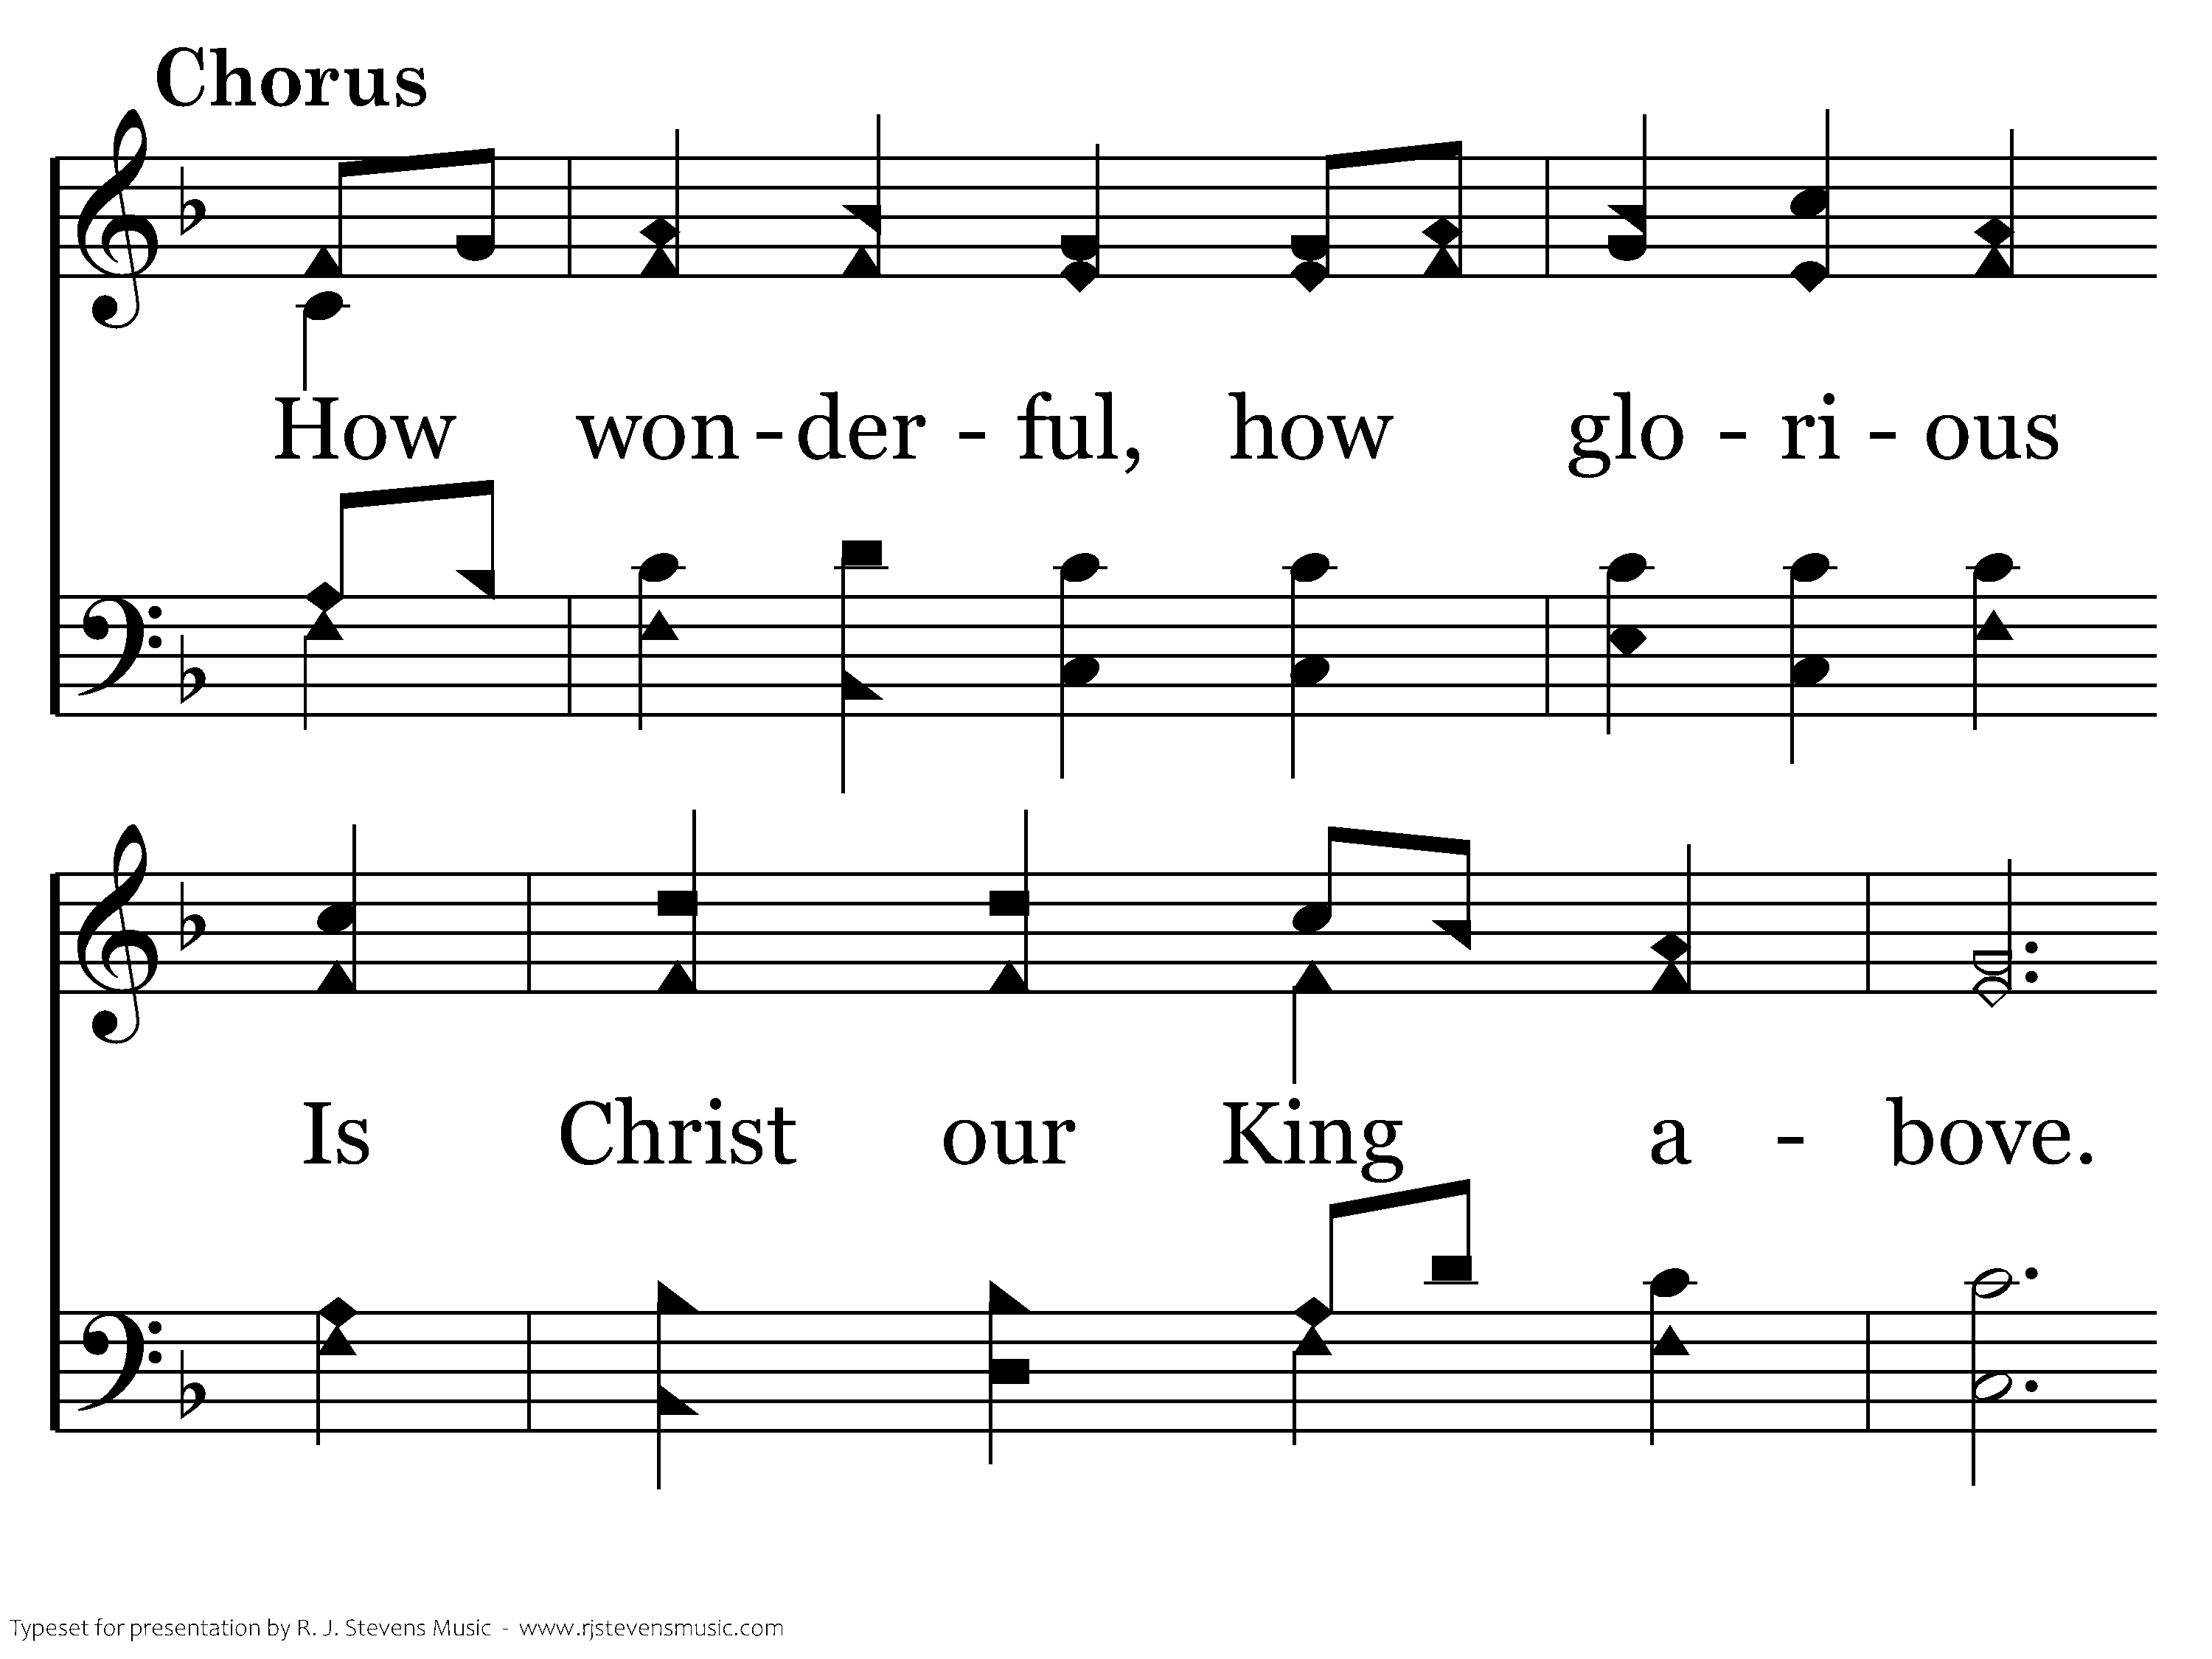 Chorus
How won - der - ful, how glo - ri - ous
Is Christ our King a - bove.
Typeset for presentation by R. J. Stevens Music - www.rjstevensmusic.com